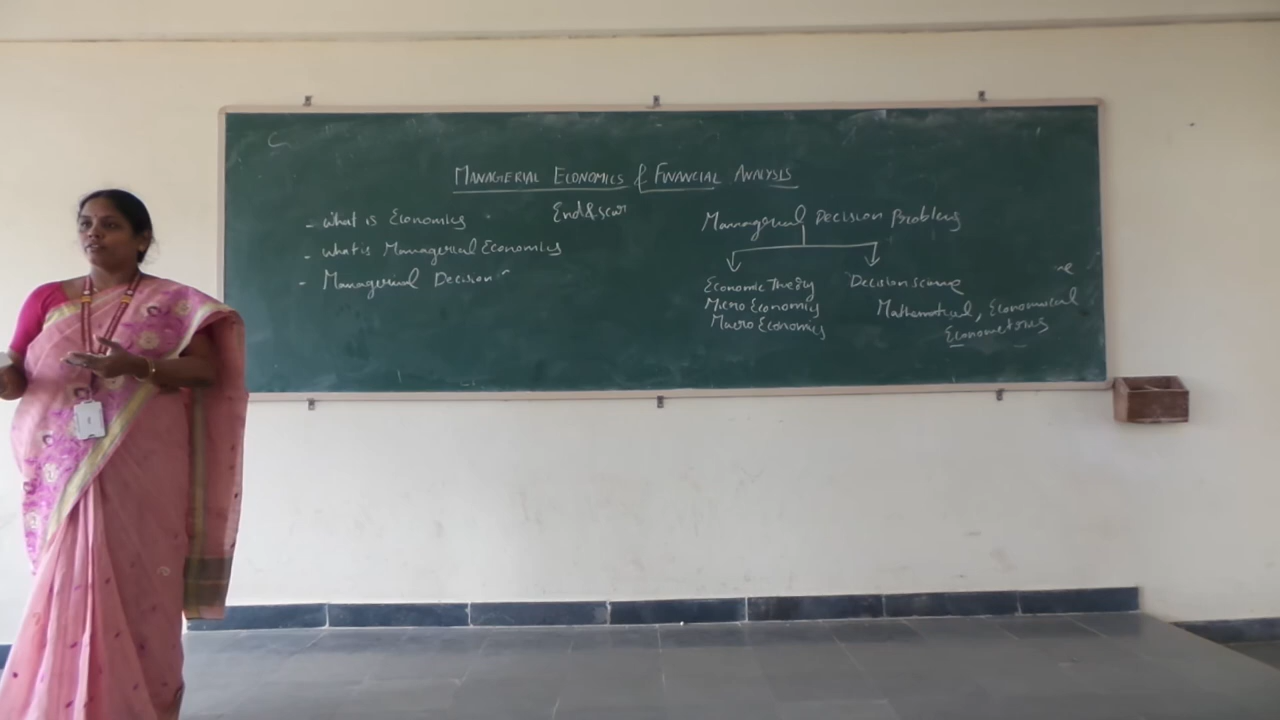 MANAGERIAL ECONOMICS & FINANCIAL ANALYSIS
- what is Economics
- what is Managerial Economics
- Managerial Decision
End & scar
Managerial Decision Problems
Economic Theory
Micro Economics
Macro Economics
Decision science
Mathematical, Economical
Econometrics